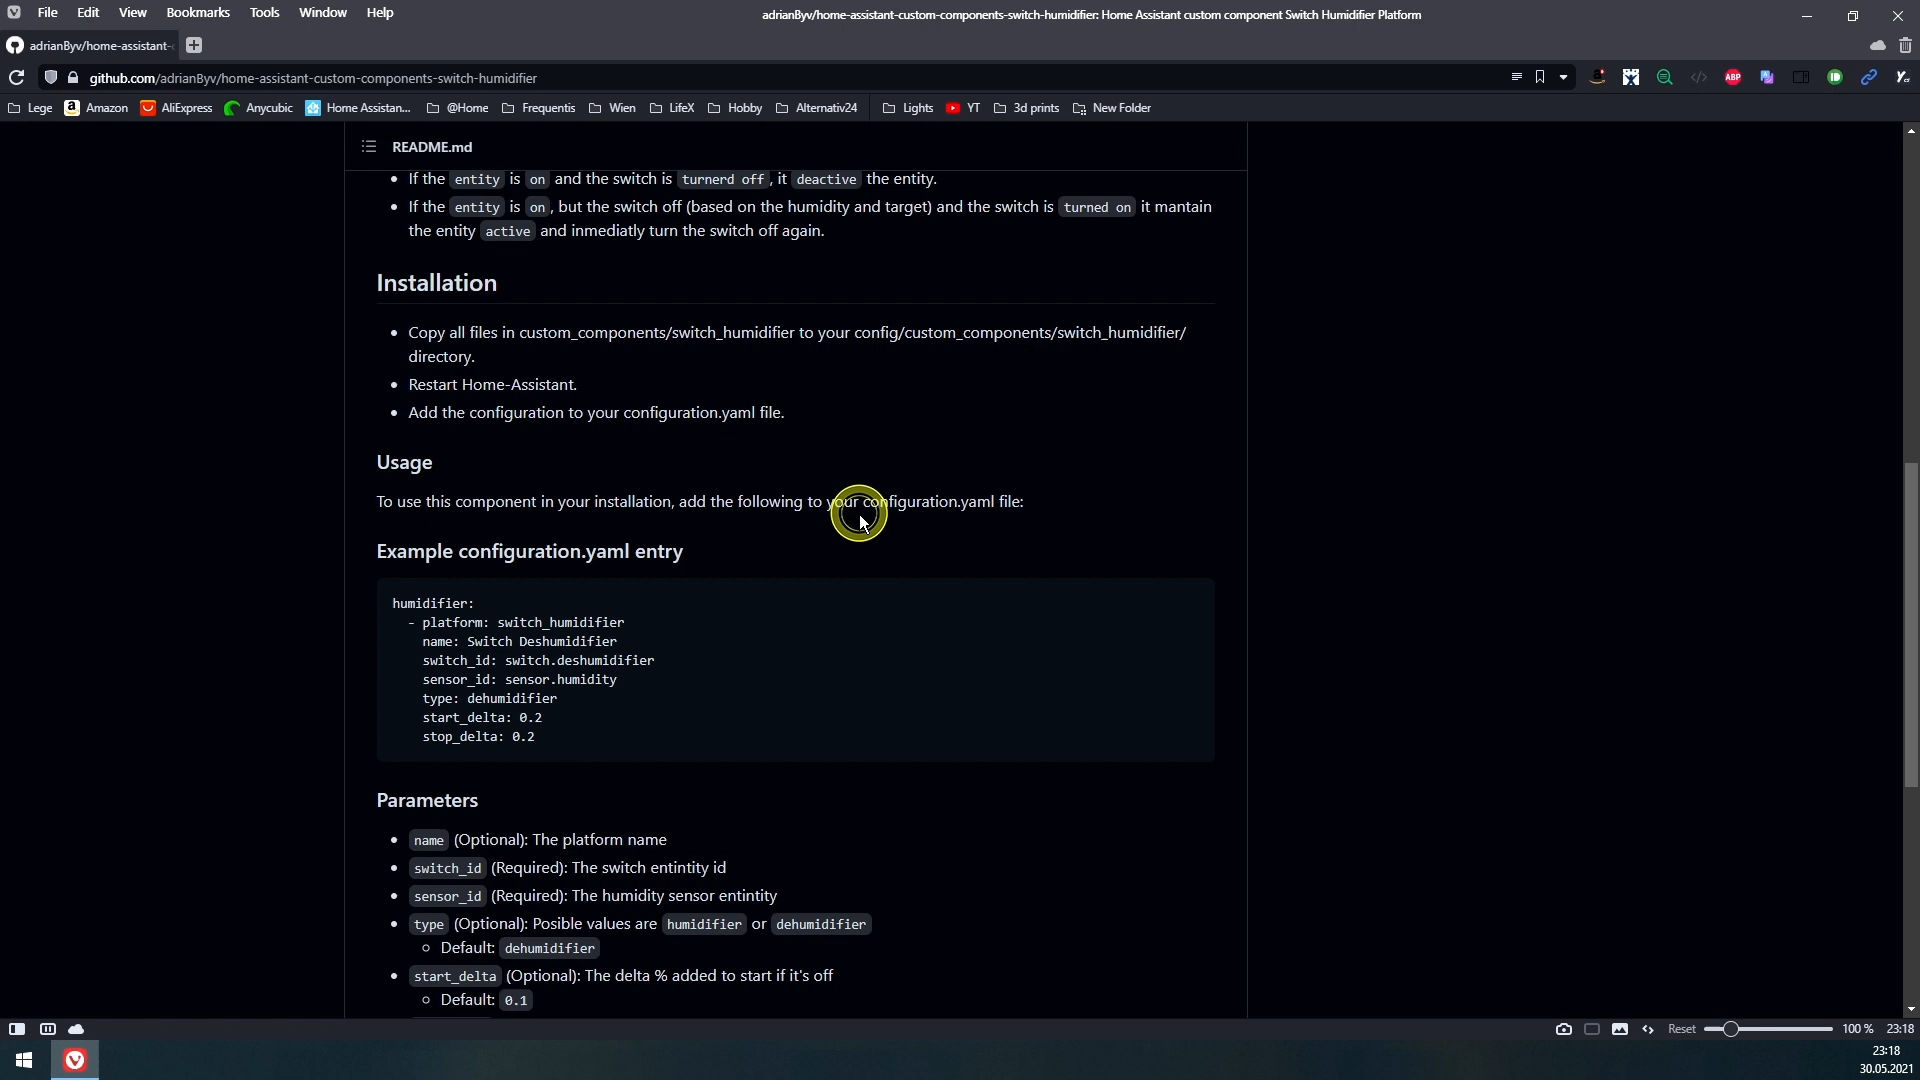 File Edit View Bookmarks Tools Window Help
adrianByv/home-assistant-custom-components-switch-humidifier: Home Assistant custom component Switch Humidifier Platform
adrianByv/home-assistant-
github.com/adrianByv/home-assistant-custom-components-switch-humidifier
ABP
Lege Amazon AliExpress Anycubic Home Assistan... @Home Frequentis Wien LifeX Hobby Alternativ24 Lights YT 3d prints New Folder
README.md
If the entity is on and the switch is turnerd off, it deactive the entity.
If the entity is on, but the switch off (based on the humidity and target) and the switch is turned on it mantain
the entity active and inmediatly turn the switch off again.
Installation
Copy all files in custom_components/switch_humidifier to your config/custom_components/switch_humidifier/
directory.
Restart Home-Assistant.
Add the configuration to your configuration.yaml file.
Usage
To use this component in your installation, add the following to your configuration.yaml file:
Example configuration.yaml entry
humidifier:
- platform: switch_humidifier
name: Switch Deshumidifier
switch_id: switch.deshumidifier
sensor_id: sensor.humidity
type: dehumidifier
start_delta: 0.2
stop_delta: 0.2
Parameters
name (Optional): The platform name
switch_id (Required): The switch entintity id
sensor_id (Required): The humidity sensor entintity
type (Optional): Posible values are humidifier or dehumidifier
Default: dehumidifier
start_delta (Optional): The delta % added to start if it's off
Default: 0.1
Reset 100 % 23:18
23:18
30.05.2021